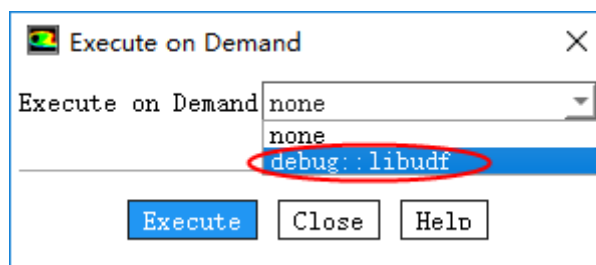 Execute on Demand
Execute on Demand none
none
debug::libudf
Execute Close Help